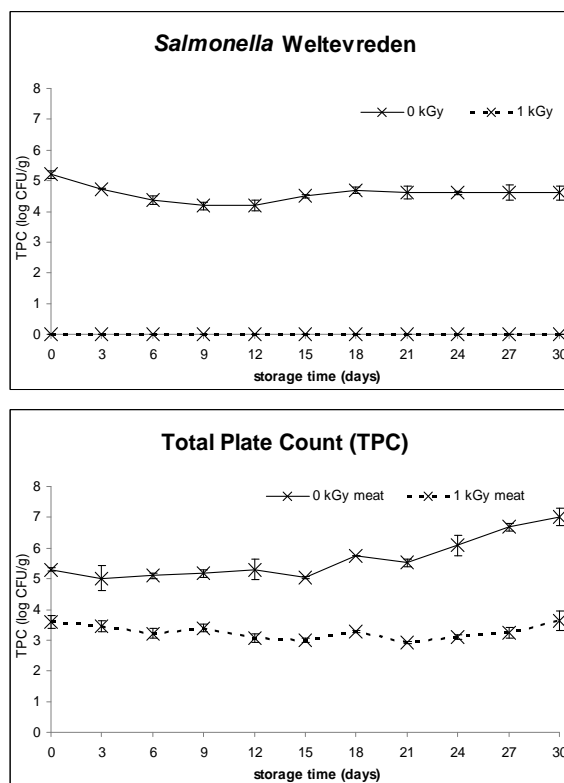 Salmonella Weltevreden
0 kGy 1 kGy
TPC (log CFU/g)
8
7
6
5
4
3
2
1
0
0 3 6 9 12 15 18 21 24 27 30
storage time (days)
Total Plate Count (TPC)
0 kGy meat 1 kGy meat
TPC (log CFU/g)
8
7
6
5
4
3
2
1
0
0 3 6 9 12 15 18 21 24 27 30
storage time (days)